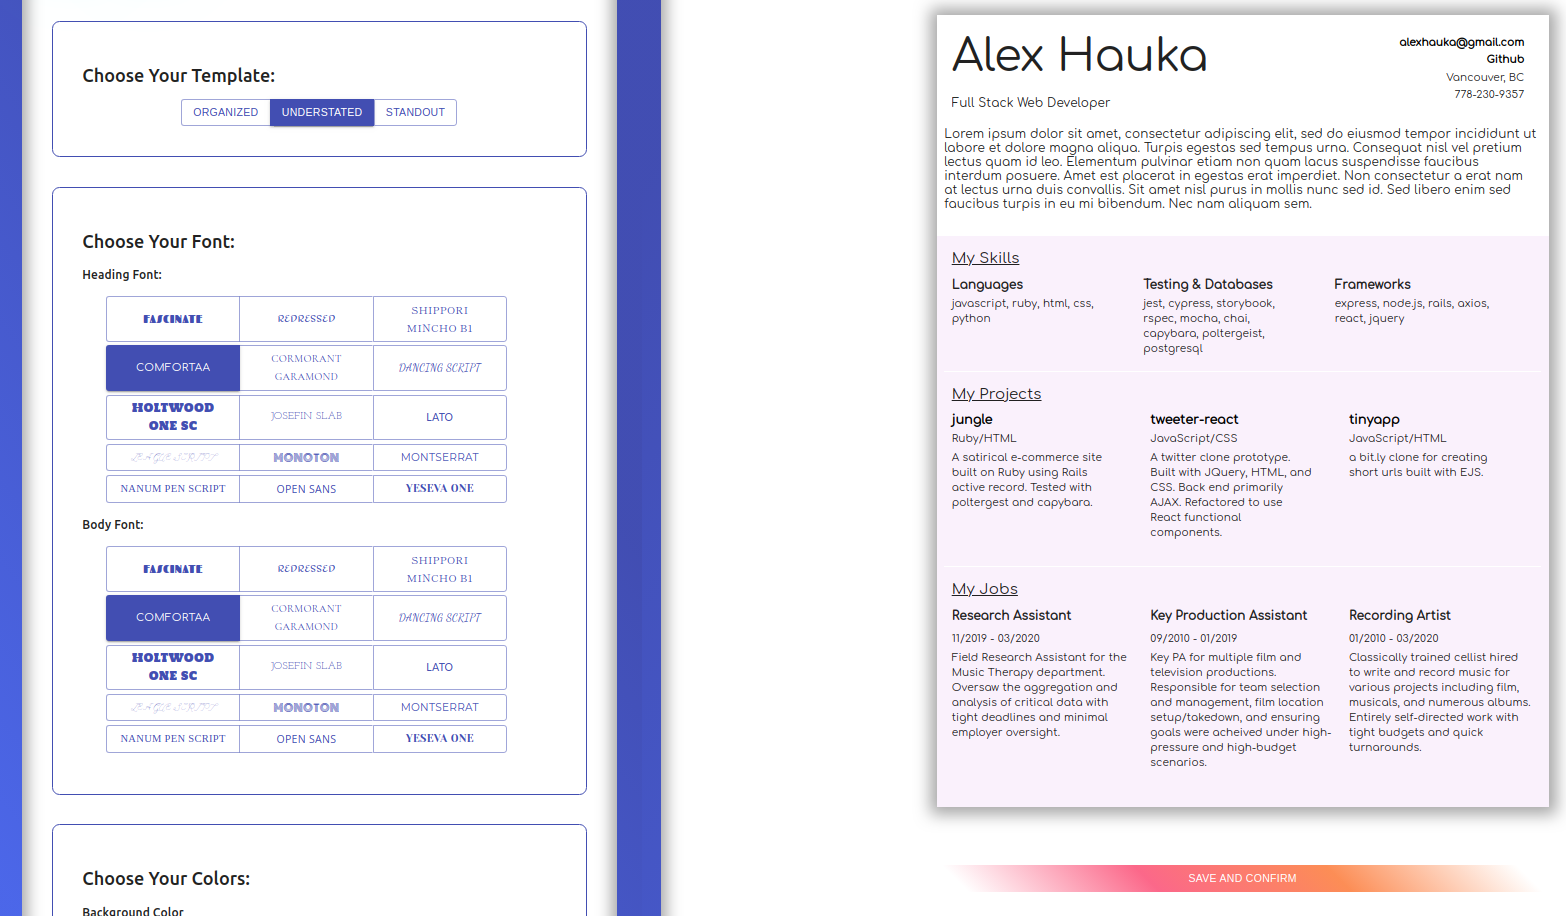 Choose Your Template:
ORGANIZED UNDERSTATED STANDOUT
Choose Your Font:
Heading Font:
FASCINATE REDRESSED SHIPPORI
MINCHO B1
COMFORTAA CORMORANT
GARAMOND DANCING SCRIPT
HOLTWOOD
ONE SC JOSEFIN SLAB LATO
LEAGUE SCRIPT MONOTON MONTSERRAT
NANUM PEN SCRIPT OPEN SANS YESEVA ONE
Body Font:
FASCINATE REDRESSED SHIPPORI
MINCHO B1
COMFORTAA CORMORANT
GARAMOND DANCING SCRIPT
HOLTWOOD
ONE SC JOSEFIN SLAB LATO
LEAGUE SCRIPT MONOTON MONTSERRAT
NANUM PEN SCRIPT OPEN SANS YESEVA ONE
Choose Your Colors:
Background Color
Alex Hauka
Full Stack Web Developer
alexhauka@gmail.com
Github
Vancouver, BC
778-230-9357
Lorem ipsum dolor sit amet, consectetur adipiscing elit, sed do eiusmod tempor incididunt ut
labore et dolore magna aliqua. Turpis egestas sed tempus urna. Consequat nisl vel pretium
lectus quam id leo. Elementum pulvinar etiam non quam lacus suspendisse faucibus
interdum posuere. Amet est placerat in egestas erat imperdiet. Non consectetur a erat nam
at lectus urna duis convallis. Sit amet nisl purus in mollis nunc sed id. Sed libero enim sed
faucibus turpis in eu mi bibendum. Nec nam aliquam sem.
My Skills
Languages
javascript, ruby, html, css,
python
Testing & Databases
jest, cypress, storybook,
rspec, mocha, chai,
capybara, poltergeist,
postgresql
Frameworks
express, node.js, rails, axios,
react, jquery
My Projects
jungle
Ruby/HTML
A satirical e-commerce site
built on Ruby using Rails
active record. Tested with
poltergest and capybara.
tweeter-react
JavaScript/CSS
A twitter clone prototype.
Built with JQuery, HTML, and
CSS. Back end primarily
AJAX. Refactored to use
React functional
components.
tinyapp
JavaScript/HTML
a bit.ly clone for creating
short urls built with EJS.
My Jobs
Research Assistant
11/2019 - 03/2020
Field Research Assistant for the
Music Therapy department.
Oversaw the aggregation and
analysis of critical data with
tight deadlines and minimal
employer oversight.
Key Production Assistant
09/2010 - 01/2019
Key PA for multiple film and
television productions.
Responsible for team selection
and management, film location
setup/takedown, and ensuring
goals were acheived under high-
pressure and high-budget
scenarios.
Recording Artist
01/2010 - 03/2020
Classically trained cellist hired
to write and record music for
various projects including film,
musicals, and numerous albums.
Entirely self-directed work with
tight budgets and quick
turnarounds.
SAVE AND CONFIRM